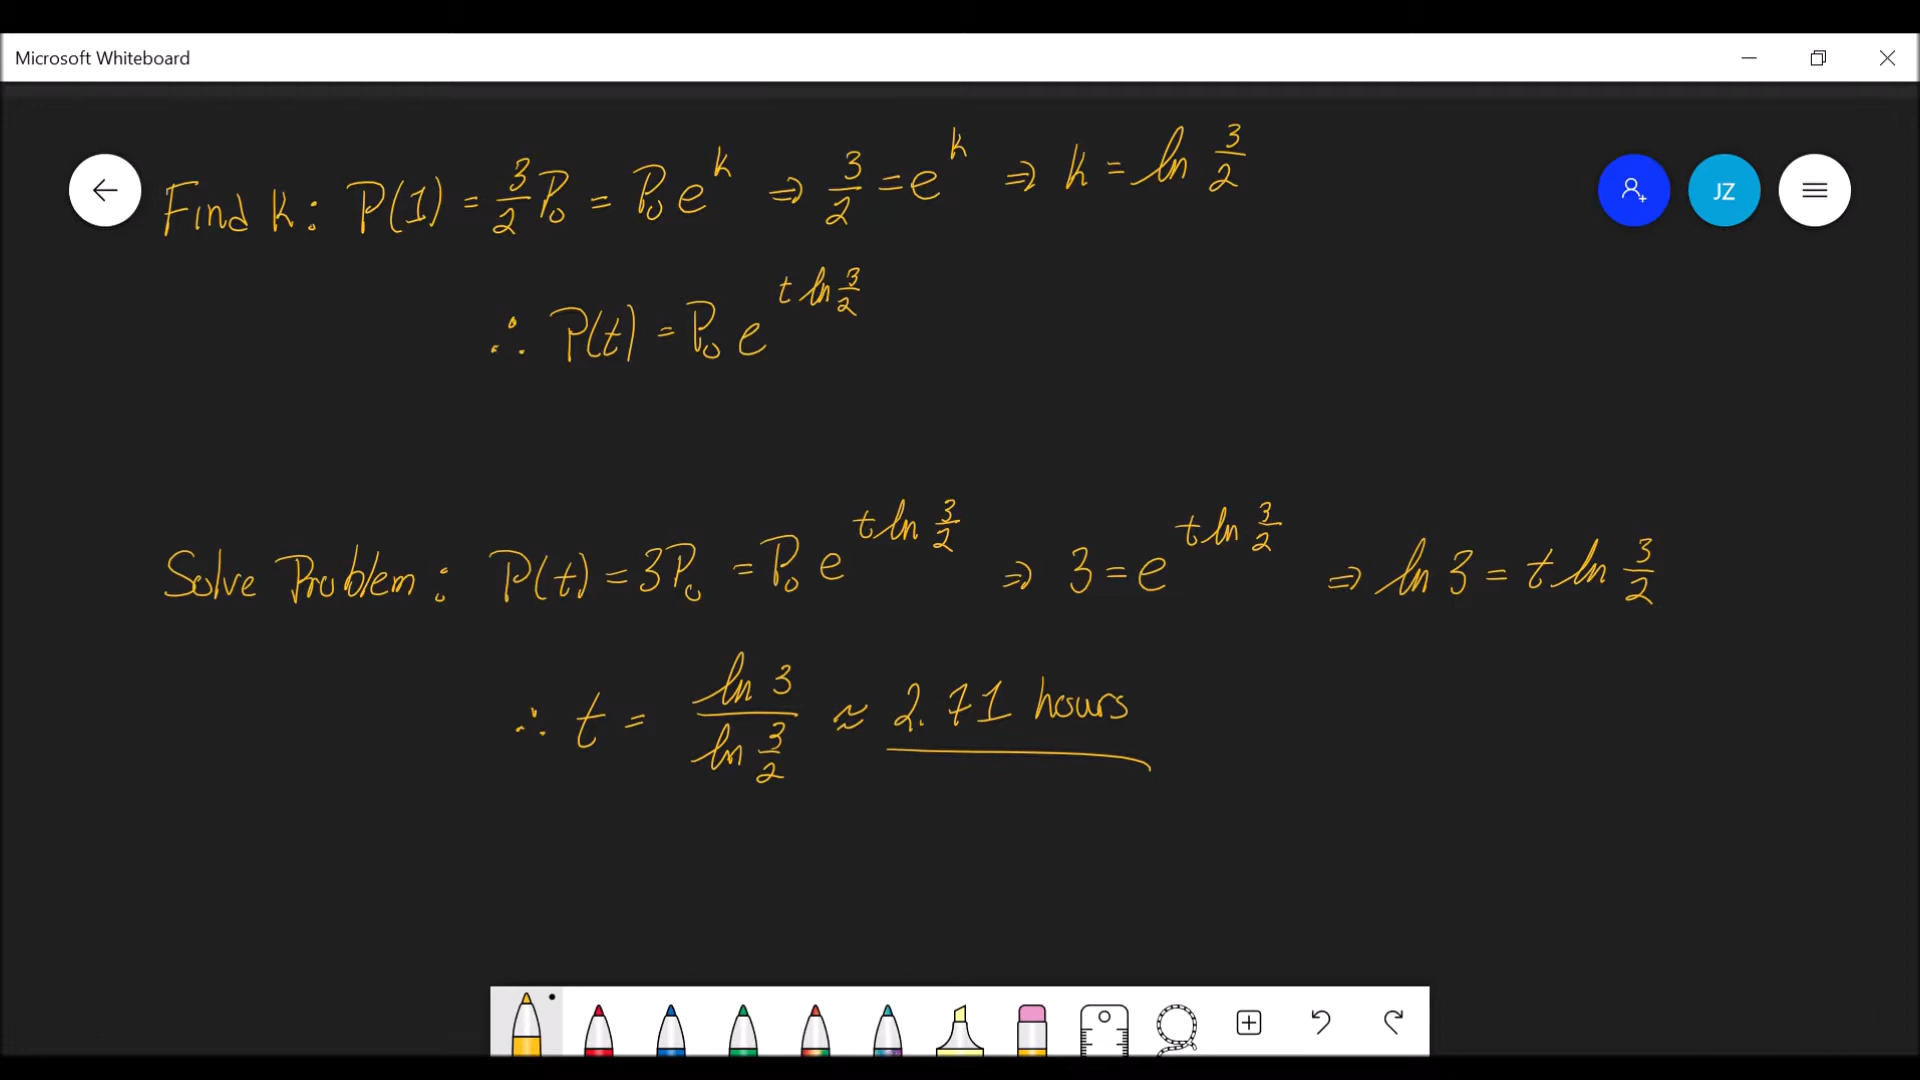 Microsoft Whiteboard
JZ
Find k: P(1) = 3/2 P₀ = P₀e^k ⇒ 3/2 = e^k ⇒ k = ln 3/2
∴ P(t) = P₀e^(t ln 3/2)
Solve Problem: P(t) = 3P₀ = P₀e^(t ln 3/2) ⇒ 3 = e^(t ln 3/2) ⇒ ln 3 = t ln 3/2
∴ t = ln 3 / ln 3/2 ≈ 2.71 hours